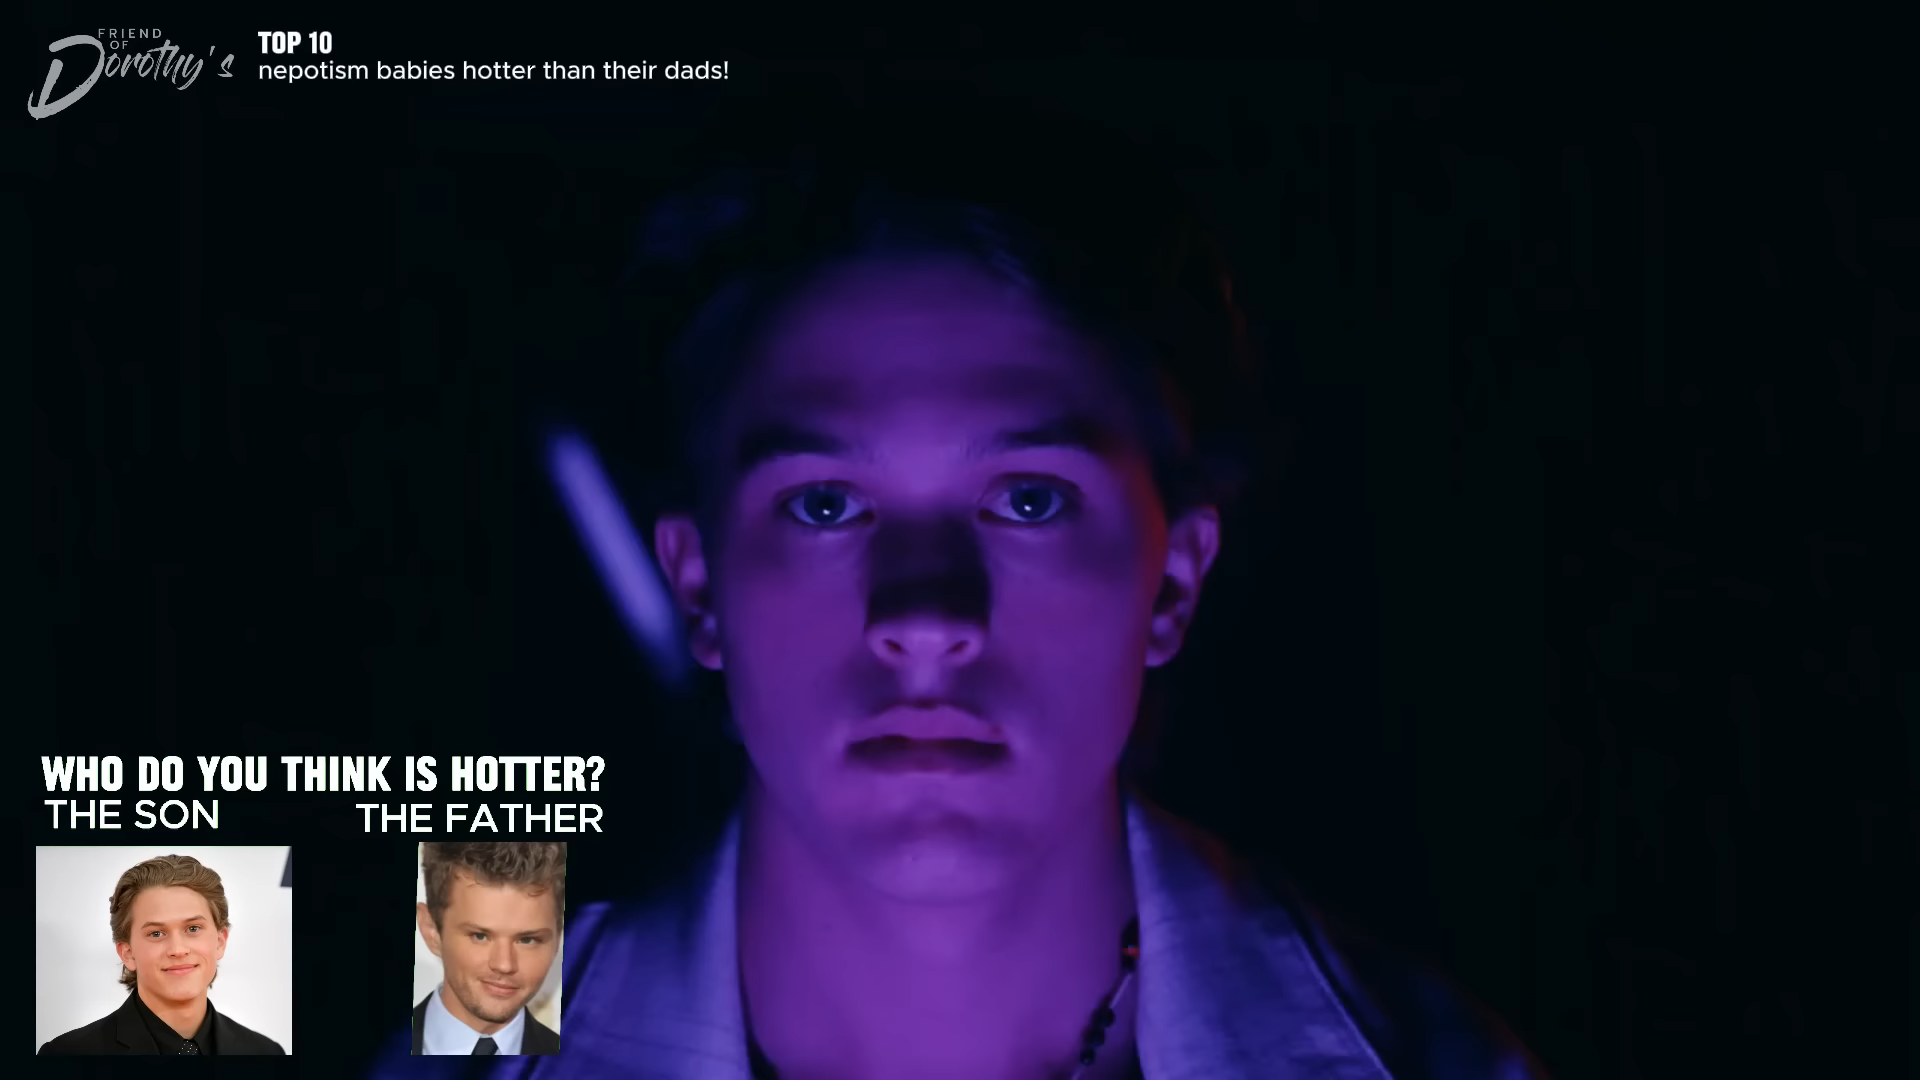 FRIEND
OF
Dorothy's
TOP 10
nepotism babies hotter than their dads!
WHO DO YOU THINK IS HOTTER?
THE SON
THE FATHER